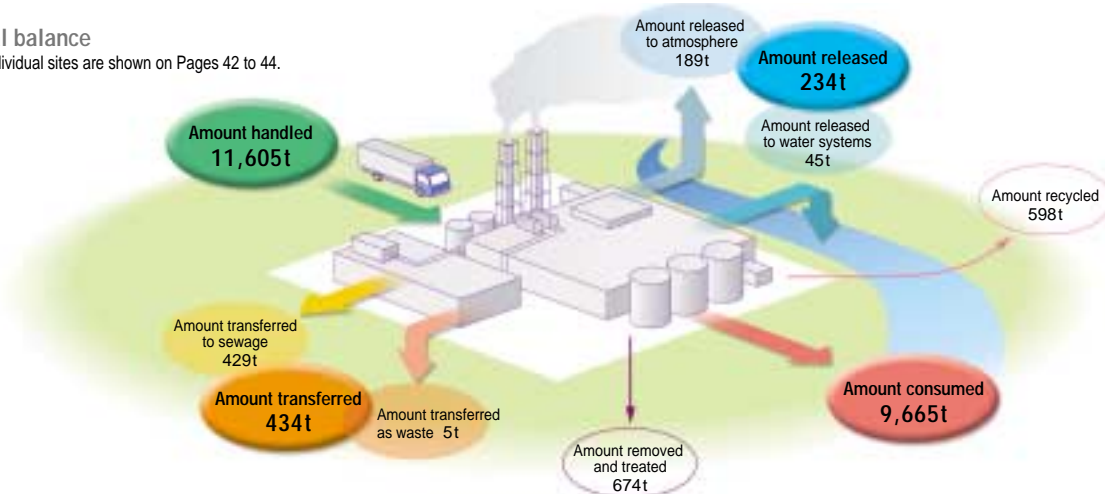 l balance
dividual sites are shown on Pages 42 to 44.
Amount released
to atmosphere
189t
Amount released
234t
Amount released
to water systems
45t
Amount handled
11,605t
Amount recycled
598t
Amount transferred
to sewage
429t
Amount transferred
434t
Amount transferred
as waste 5t
Amount removed
and treated
674t
Amount consumed
9,665t